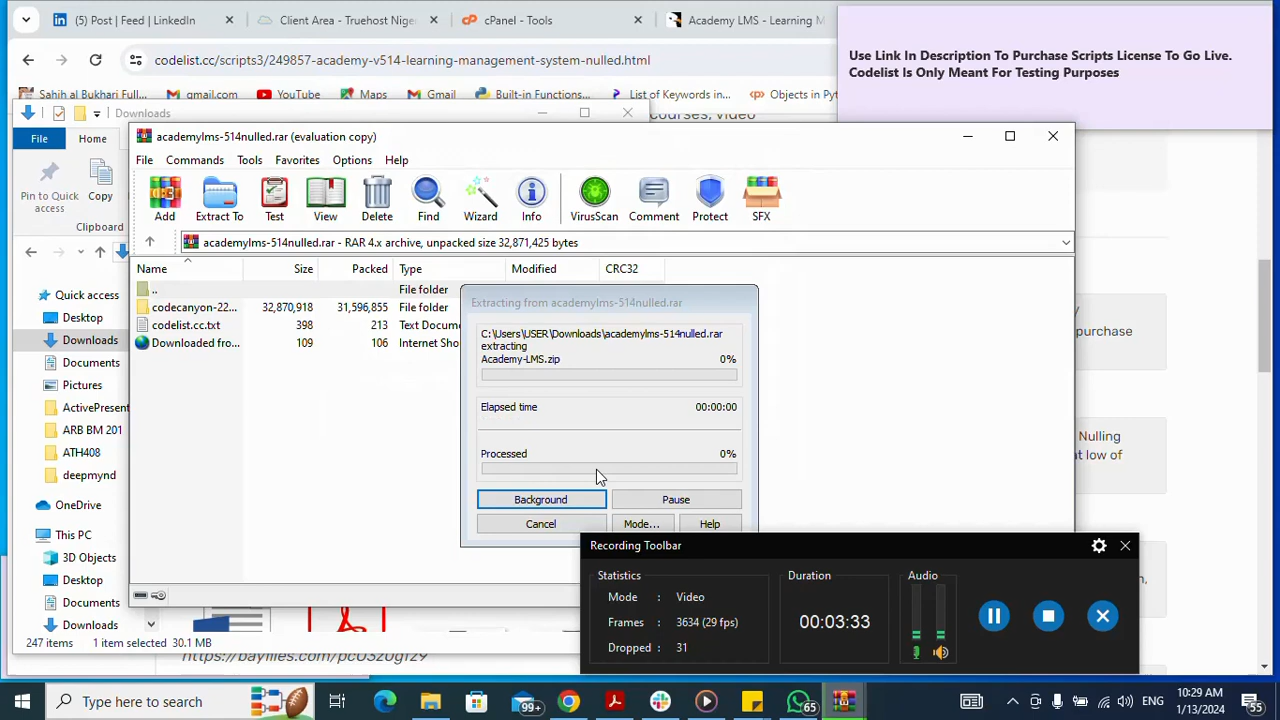 (5) Post | Feed | LinkedIn
Client Area - Truehost Nige
cPanel - Tools
Academy LMS - Learning M
codelist.cc/scripts3/249857-academy-v514-learning-management-system-nulled.html
Use Link In Description To Purchase Scripts License To Go Live.
Codelist Is Only Meant For Testing Purposes
Sahih al Bukhari Full...
gmail.com
YouTube
Maps
Gmail
Built-in Functions...
List of Keywords in...
Objects in Pyt
Downloads
courses, video
academylms-514nulled.rar (evaluation copy)
File
Home
File Commands Tools Favorites Options Help
Pin to Quick
access
Copy
Clipboard
Add
Extract To
Test
View
Delete
Find
Wizard
Info
VirusScan
Comment
Protect
SFX
academylms-514nulled.rar - RAR 4.x archive, unpacked size 32,871,425 bytes
Name Size Packed Type Modified CRC32
.. File folder
codecanyon-22... 32,870,918 31,596,855 File folder
codelist.cc.txt 398 213 Text Docume
Downloaded fro... 109 106 Internet Sho
Quick access
Desktop
Downloads
Documents
Pictures
ActivePresent
ARB BM 201
ATH408
deepmynd
OneDrive
This PC
3D Objects
Desktop
Documents
Downloads
247 items 1 item selected 30.1 MB
Extracting from academylms-514nulled.rar
C:\Users\USER\Downloads\academylms-514nulled.rar
extracting
Academy-LMS.zip 0%
Elapsed time 00:00:00
Processed 0%
Background
Pause
Cancel
Mode...
Help
purchase
Nulling
at low of
Recording Toolbar
Statistics
Mode : Video
Frames : 3634 (29 fps)
Dropped : 31
Duration
00:03:33
Audio
Type here to search
99+
65
ENG
10:29 AM
1/13/2024
55